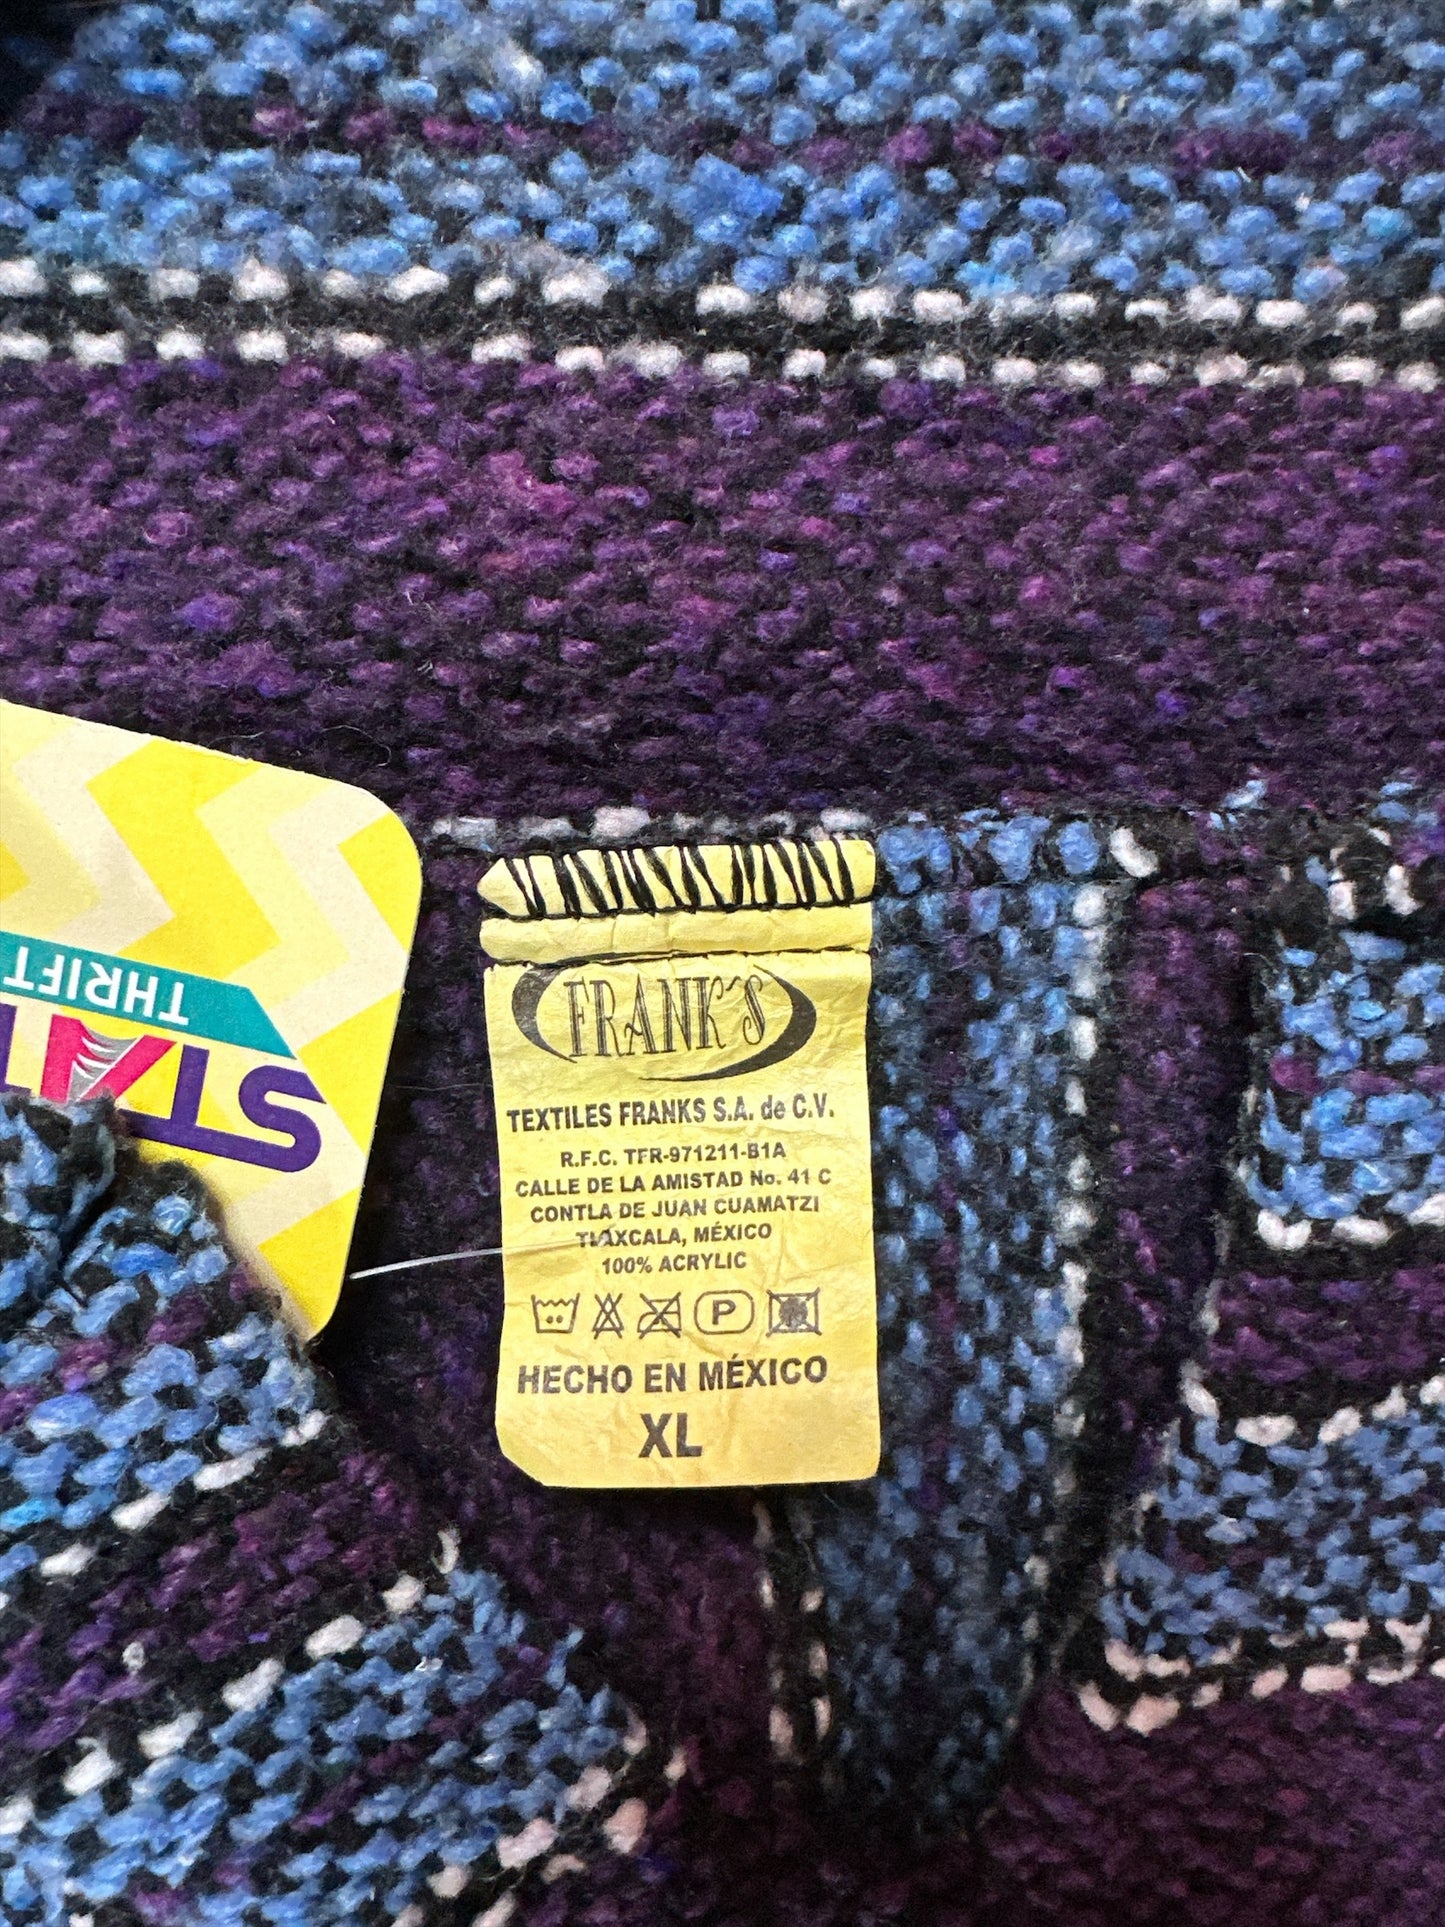 THRIFT
FRANK´S
TEXTILES FRANKS S.A. de C.V.
R.F.C. TFR-971211-B1A
CALLE DE LA AMISTAD No. 41 C
CONTLA DE JUAN CUAMATZI
TLAXCALA, MÉXICO
100% ACRYLIC
P
HECHO EN MÉXICO
XL